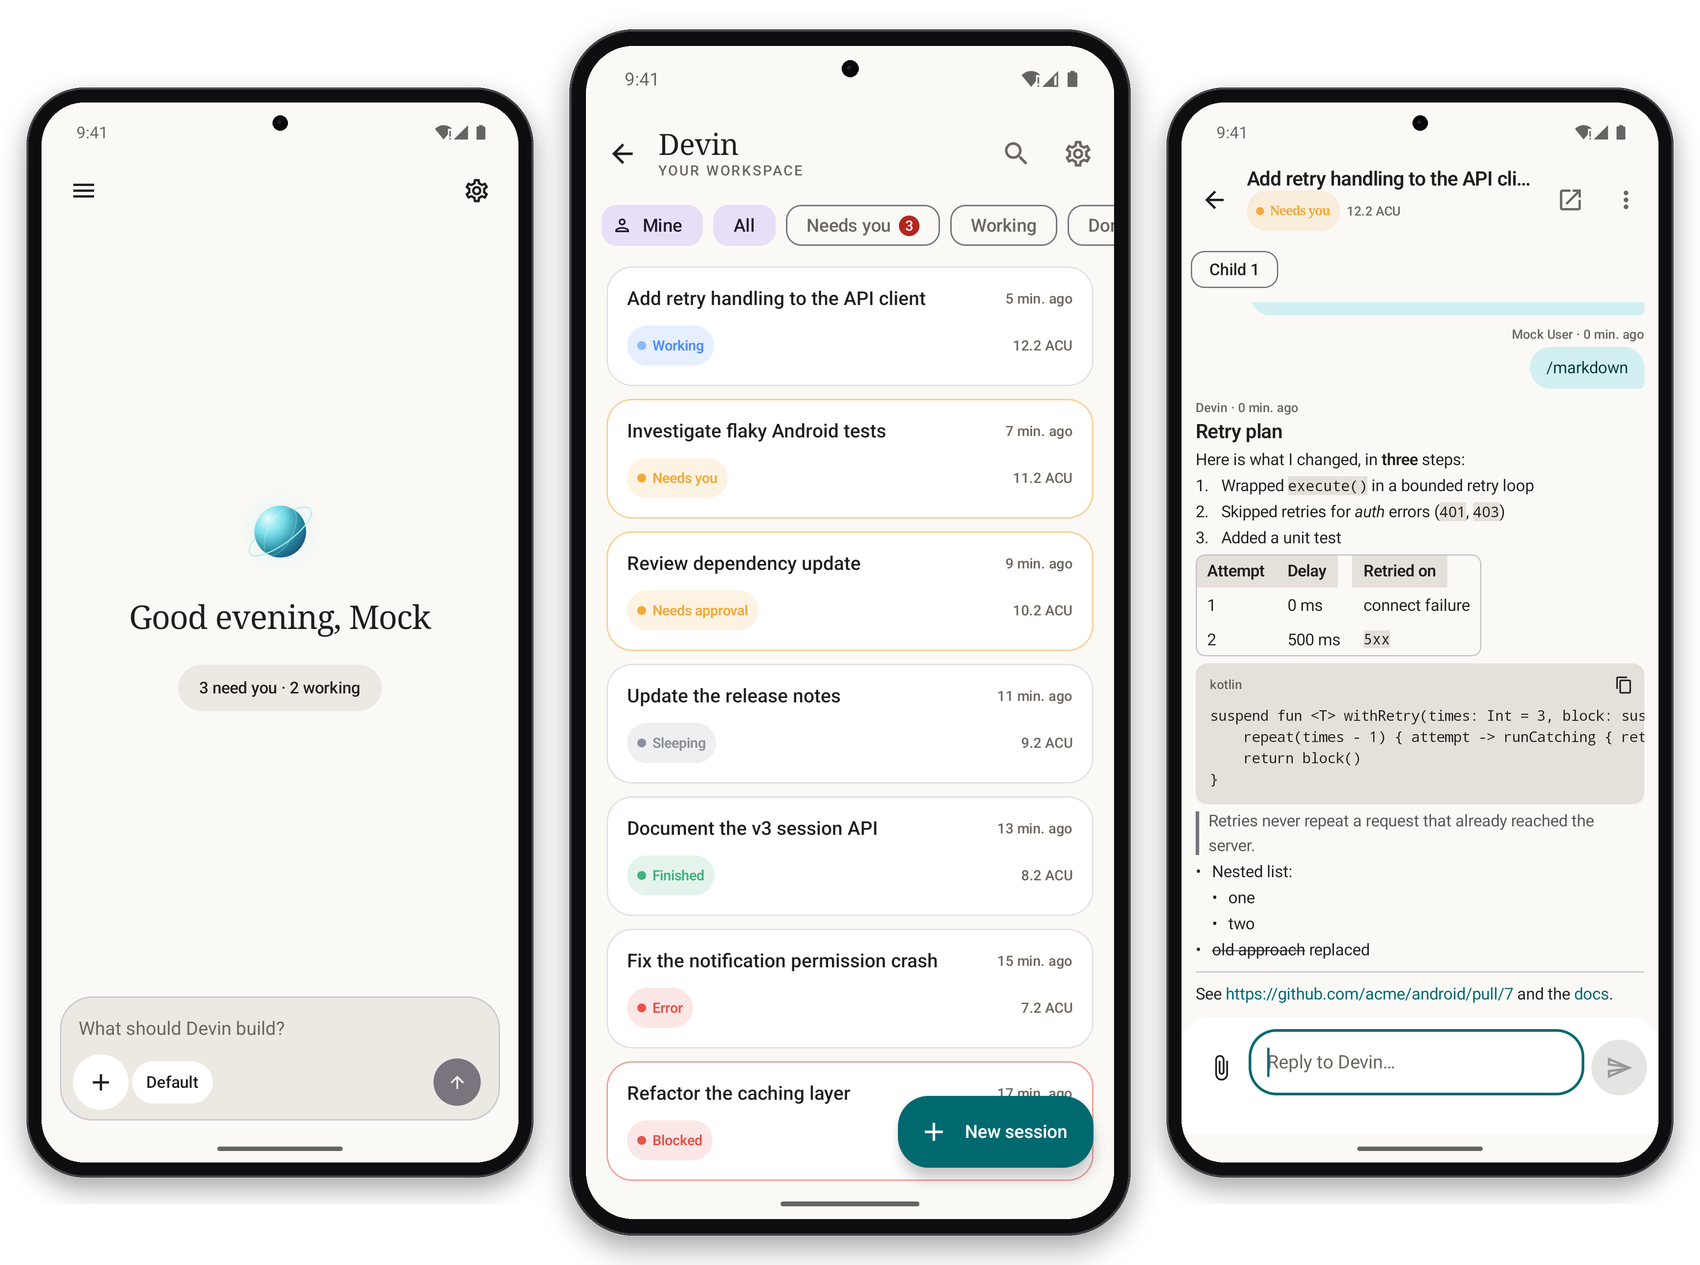 9:41
Good evening, Mock
3 need you · 2 working
What should Devin build?
Default
9:41
Devin
YOUR WORKSPACE
Mine
All
Needs you 3
Working
Don
Add retry handling to the API client
5 min. ago
Working
12.2 ACU
Investigate flaky Android tests
7 min. ago
Needs you
11.2 ACU
Review dependency update
9 min. ago
Needs approval
10.2 ACU
Update the release notes
11 min. ago
Sleeping
9.2 ACU
Document the v3 session API
13 min. ago
Finished
8.2 ACU
Fix the notification permission crash
15 min. ago
Error
7.2 ACU
Refactor the caching layer
17 min. ago
Blocked
New session
9:41
Add retry handling to the API cli...
Needs you
12.2 ACU
Child 1
Mock User · 0 min. ago
/markdown
Devin · 0 min. ago
Retry plan
Here is what I changed, in three steps:
1. Wrapped execute() in a bounded retry loop
2. Skipped retries for auth errors (401, 403)
3. Added a unit test
Attempt Delay Retried on
1 0 ms connect failure
2 500 ms 5xx
kotlin
suspend fun <T> withRetry(times: Int = 3, block: sus
repeat(times - 1) { attempt -> runCatching { ret
return block()
}
Retries never repeat a request that already reached the
server.
• Nested list:
• one
• two
• old approach replaced
See https://github.com/acme/android/pull/7 and the docs.
Reply to Devin...